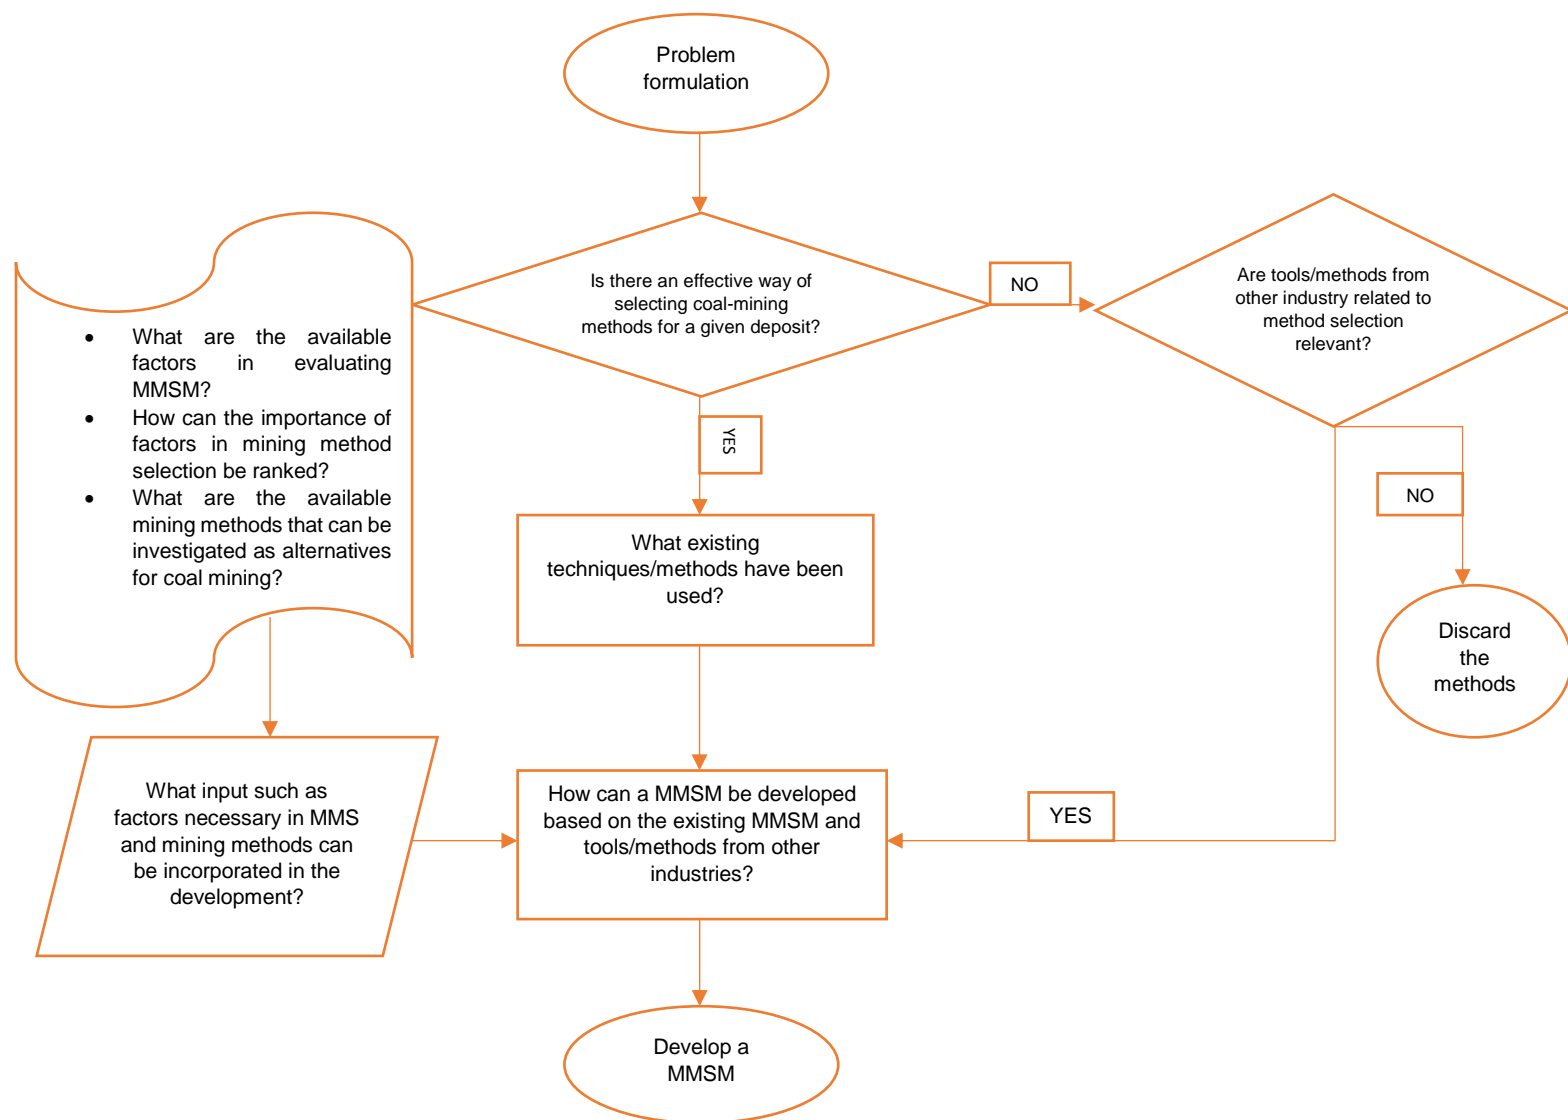 Problem
formulation
Is there an effective way of
selecting coal-mining
methods for a given deposit?
NO
Are tools/methods from
other industry related to
method selection
relevant?
• What are the available
factors in evaluating
MMSM?
• How can the importance of
factors in mining method
selection be ranked?
• What are the available
mining methods that can be
investigated as alternatives
for coal mining?
YES
NO
What existing
techniques/methods have been
used?
Discard
the
methods
What input such as
factors necessary in MMS
and mining methods can
be incorporated in the
development?
How can a MMSM be developed
based on the existing MMSM and
tools/methods from other
industries?
YES
Develop a
MMSM